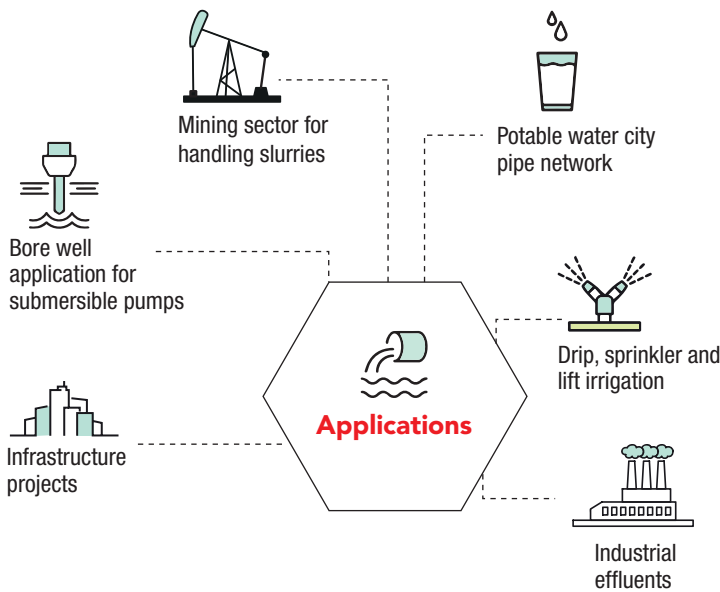 Mining sector for
handling slurries
Potable water city
pipe network
Bore well
application for
submersible pumps
Drip, sprinkler and
lift irrigation
Applications
Infrastructure
projects
Industrial
effluents